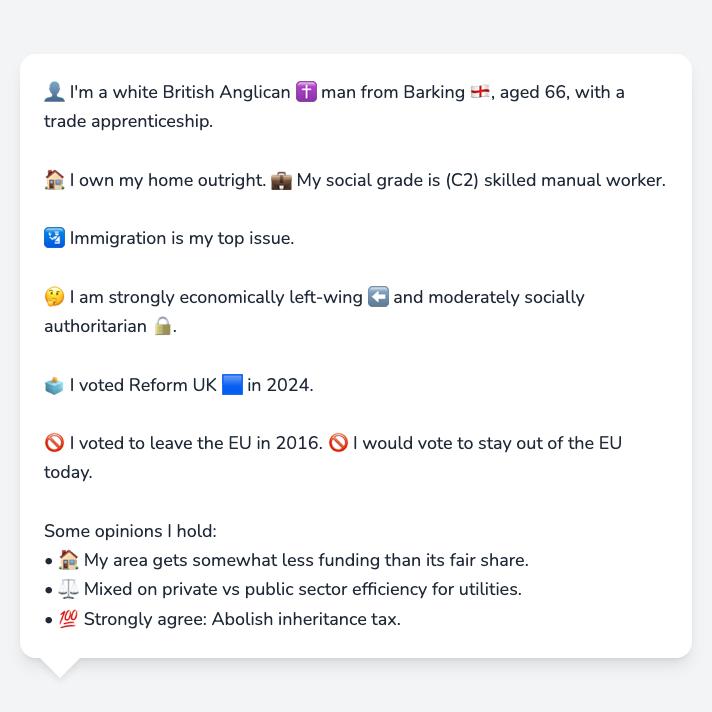 👤 I'm a white British Anglican ✝️ man from Barking 🏴󠁧󠁢󠁥󠁮󠁧󠁿, aged 66, with a
trade apprenticeship.
🏠 I own my home outright. 💼 My social grade is (C2) skilled manual worker.
🛂 Immigration is my top issue.
🤔 I am strongly economically left-wing ⬅️ and moderately socially
authoritarian 🔒.
🗳️ I voted Reform UK 🟦 in 2024.
🚫 I voted to leave the EU in 2016. 🚫 I would vote to stay out of the EU
today.
Some opinions I hold:
• 🏠 My area gets somewhat less funding than its fair share.
• ⚖️ Mixed on private vs public sector efficiency for utilities.
• 💯 Strongly agree: Abolish inheritance tax.